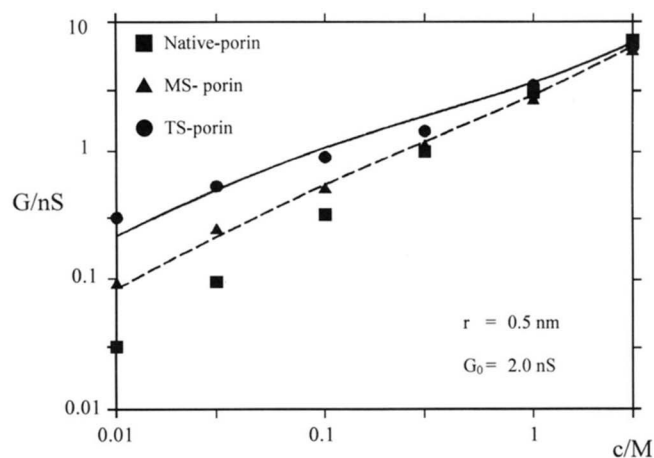 10
Native-porin
MS- porin
TS-porin
1
G/nS
0.1
r = 0.5 nm
G₀= 2.0 nS
0.01
0.01 0.1 1
c/M